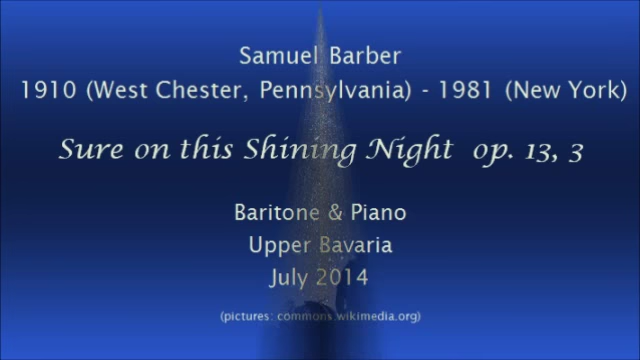 Samuel Barber
1910 (West Chester, Pennsylvania) - 1981 (New York)
Sure on this Shining Night op. 13, 3
Baritone & Piano
Upper Bavaria
July 2014
(pictures: commons.wikimedia.org)